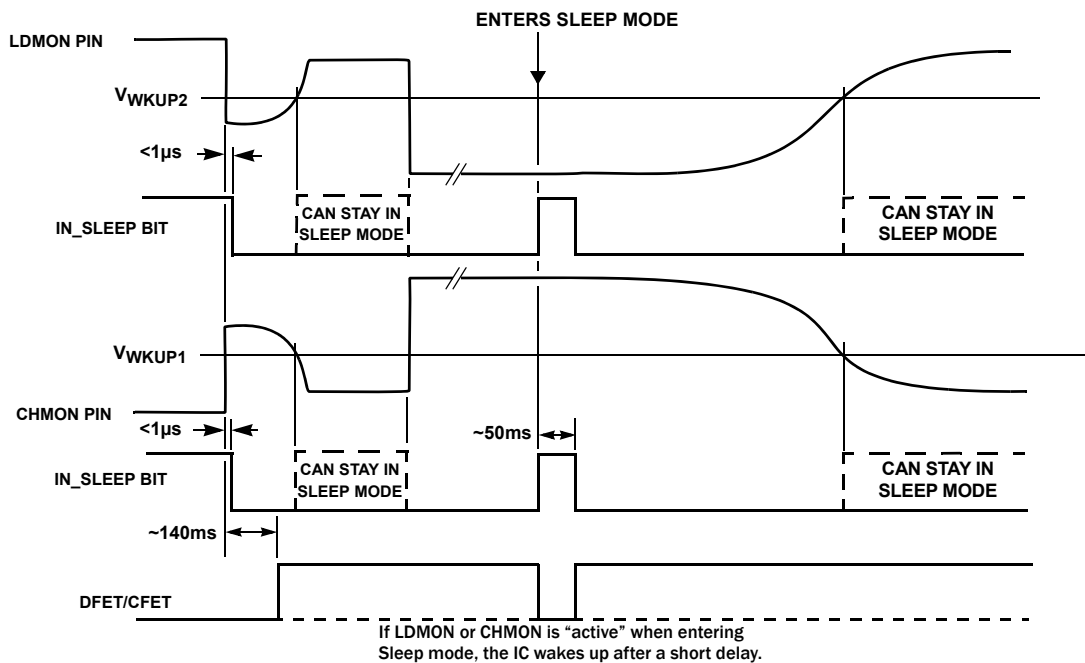 ENTERS SLEEP MODE
LDMON PIN
VWKUP2
<1µs
IN_SLEEP BIT
CAN STAY IN
SLEEP MODE
CAN STAY IN
SLEEP MODE
VWKUP1
CHMON PIN
<1µs
~50ms
IN_SLEEP BIT
CAN STAY IN
SLEEP MODE
CAN STAY IN
SLEEP MODE
~140ms
DFET/CFET
If LDMON or CHMON is “active” when entering
Sleep mode, the IC wakes up after a short delay.